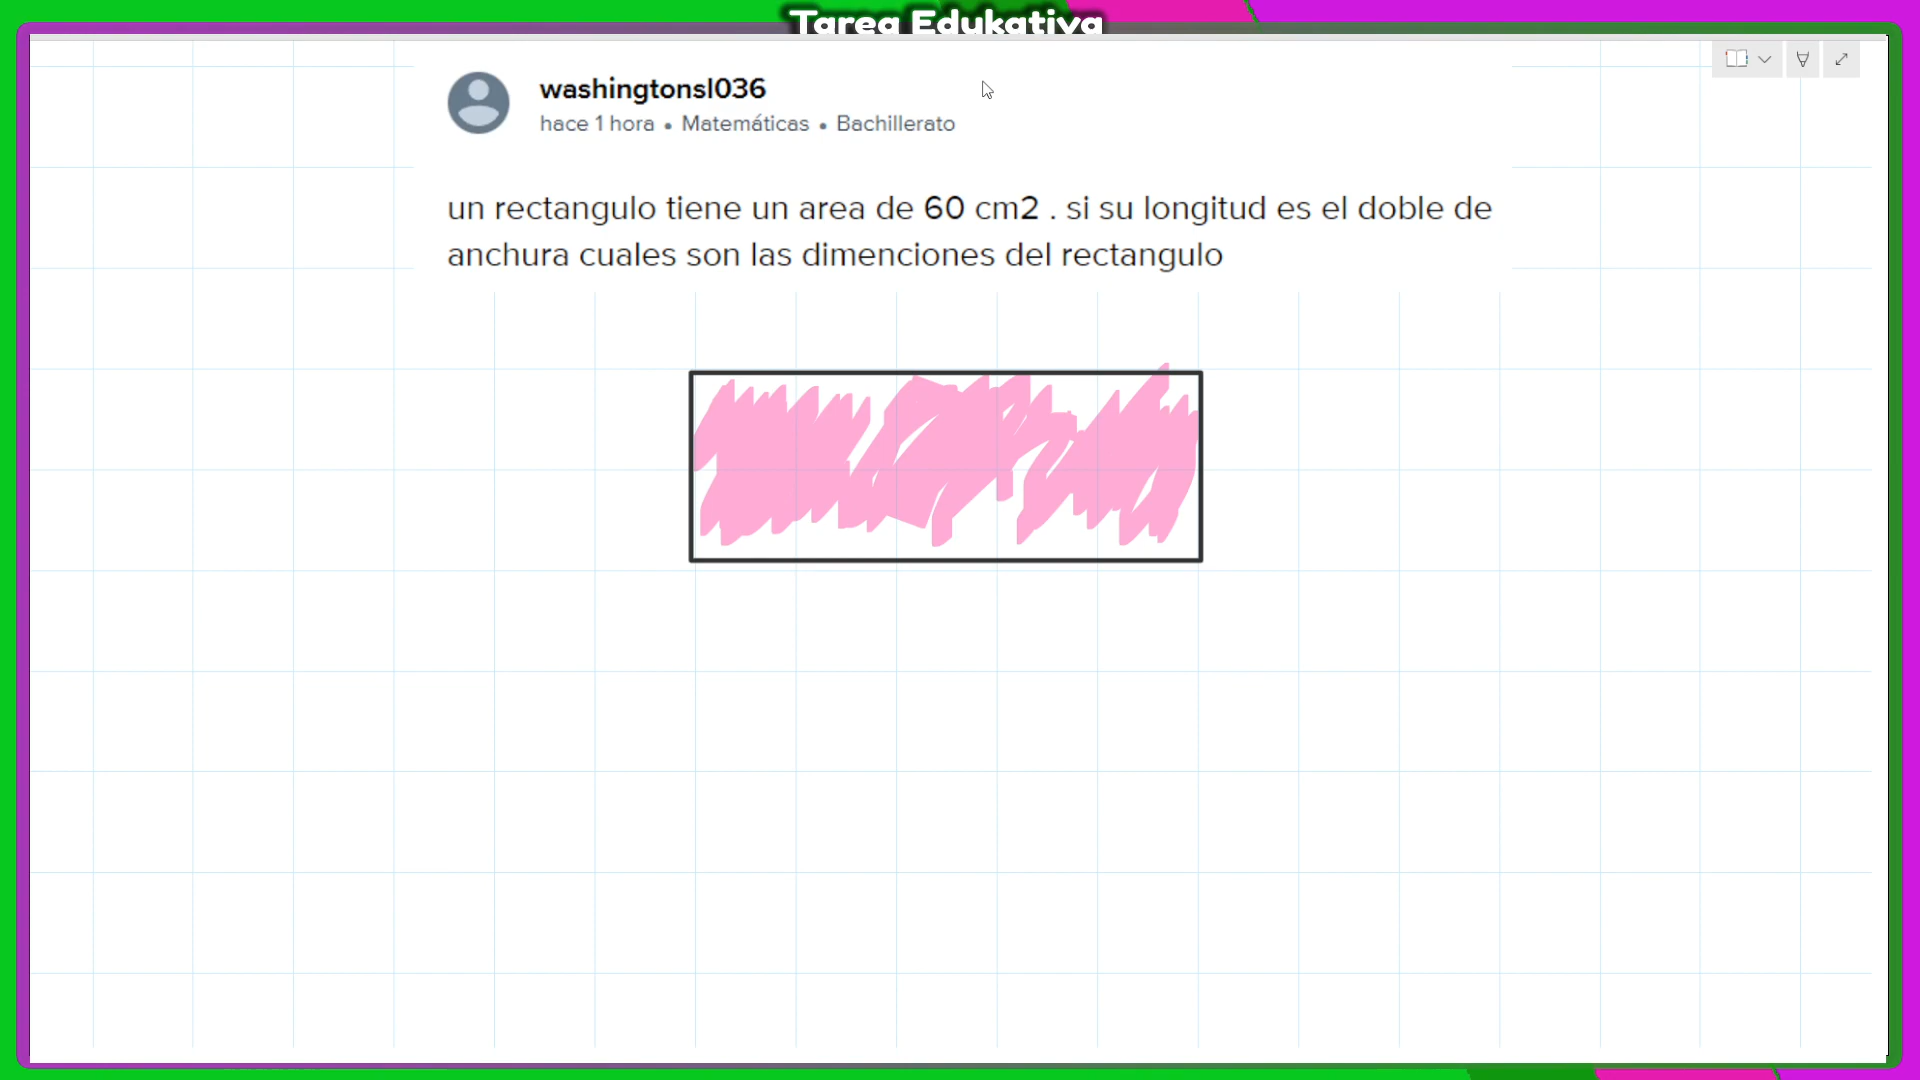 Tarea Edukativa
washingtonsl036
hace 1 hora • Matemáticas • Bachillerato
un rectangulo tiene un area de 60 cm2 . si su longitud es el doble de
anchura cuales son las dimenciones del rectangulo